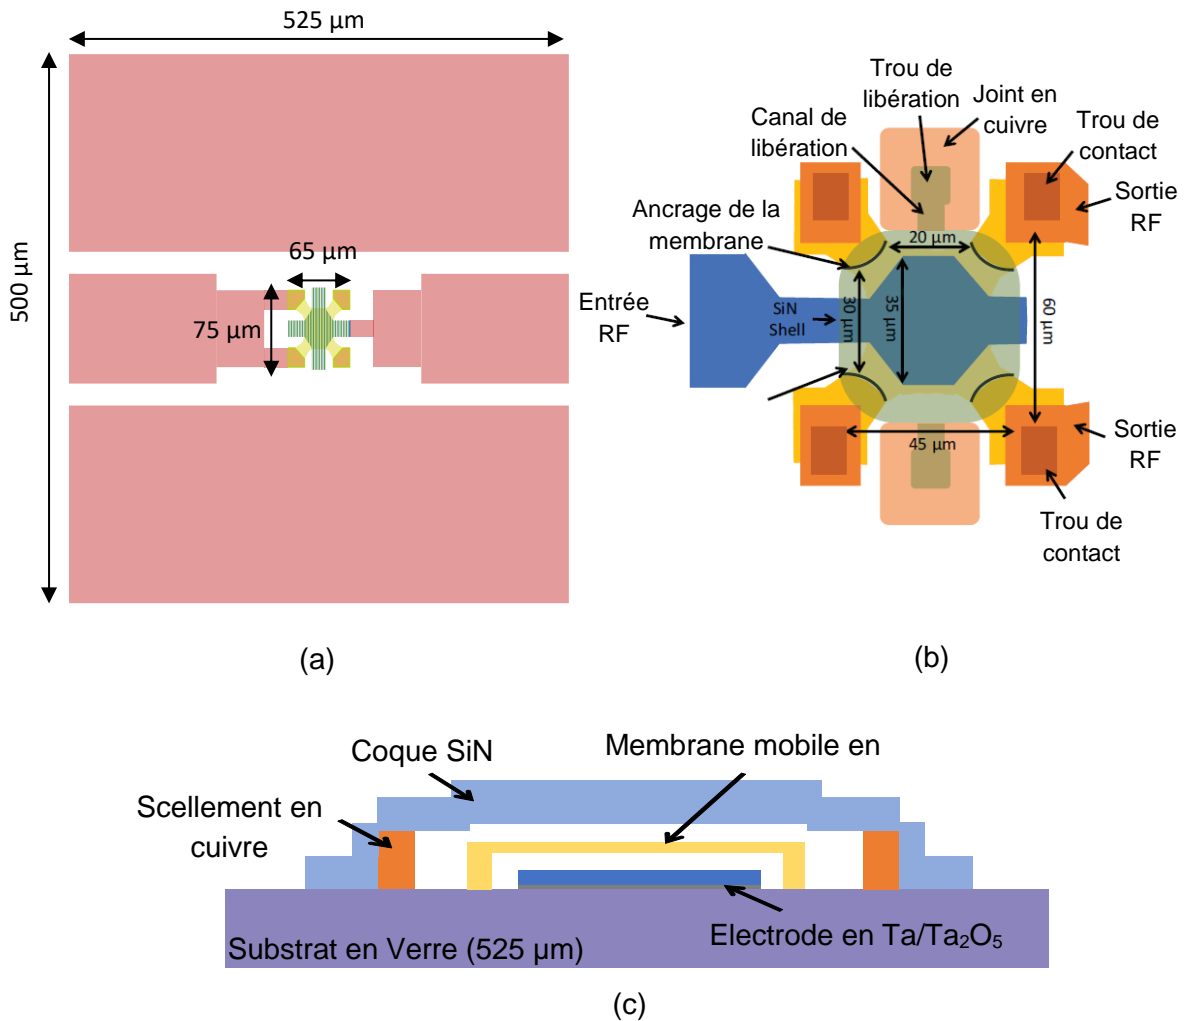 525 µm
500 µm
65 µm
75 µm
(a)
Trou de
libération
Joint en
cuivre
Canal de
libération
Trou de
contact
Sortie
RF
Ancrage de la
membrane
20 µm
Entrée
RF
SiN
Shell
30 µm
35 µm
60 µm
45 µm
Sortie
RF
Trou de
contact
(b)
Coque SiN
Membrane mobile en
Scellement en
cuivre
Electrode en Ta/Ta₂O₅
Substrat en Verre (525 µm)
(c)